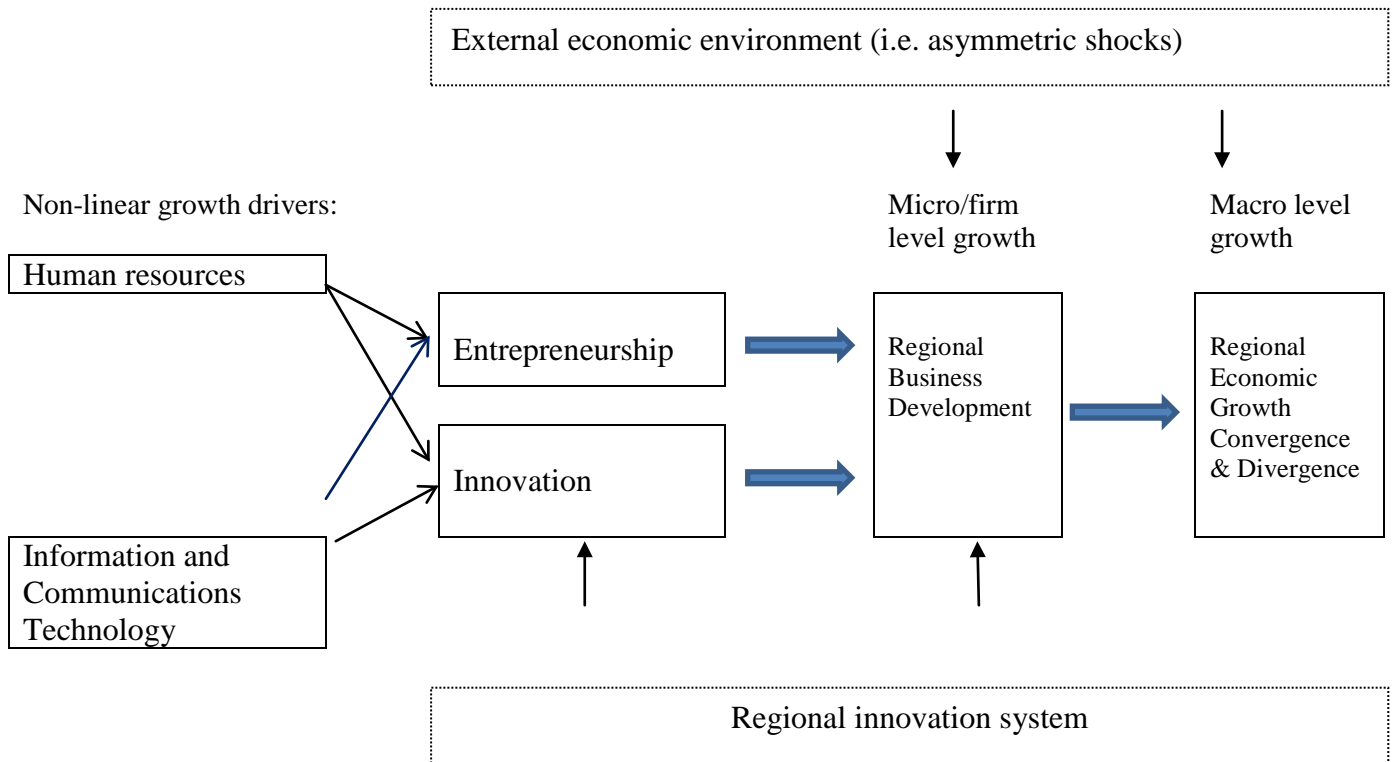 External economic environment (i.e. asymmetric shocks)
Non-linear growth drivers:
Micro/firm
level growth
Macro level
growth
Human resources
Entrepreneurship
Regional
Business
Development
Regional
Economic
Growth
Convergence
& Divergence
Innovation
Information and
Communications
Technology
Regional innovation system